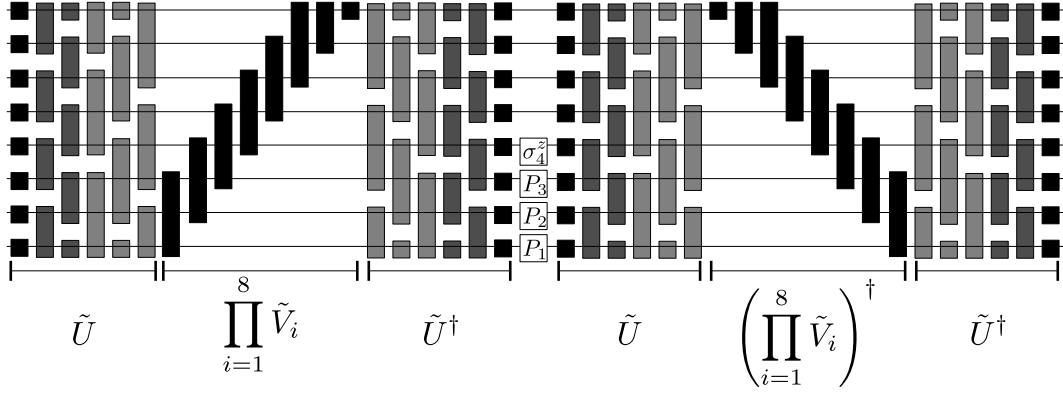 σ_4^z
P_3
P_2
P_1
Ũ
∏_{i=1}^{8} Ṽ_i
Ũ†
Ũ
(∏_{i=1}^{8} Ṽ_i)†
Ũ†